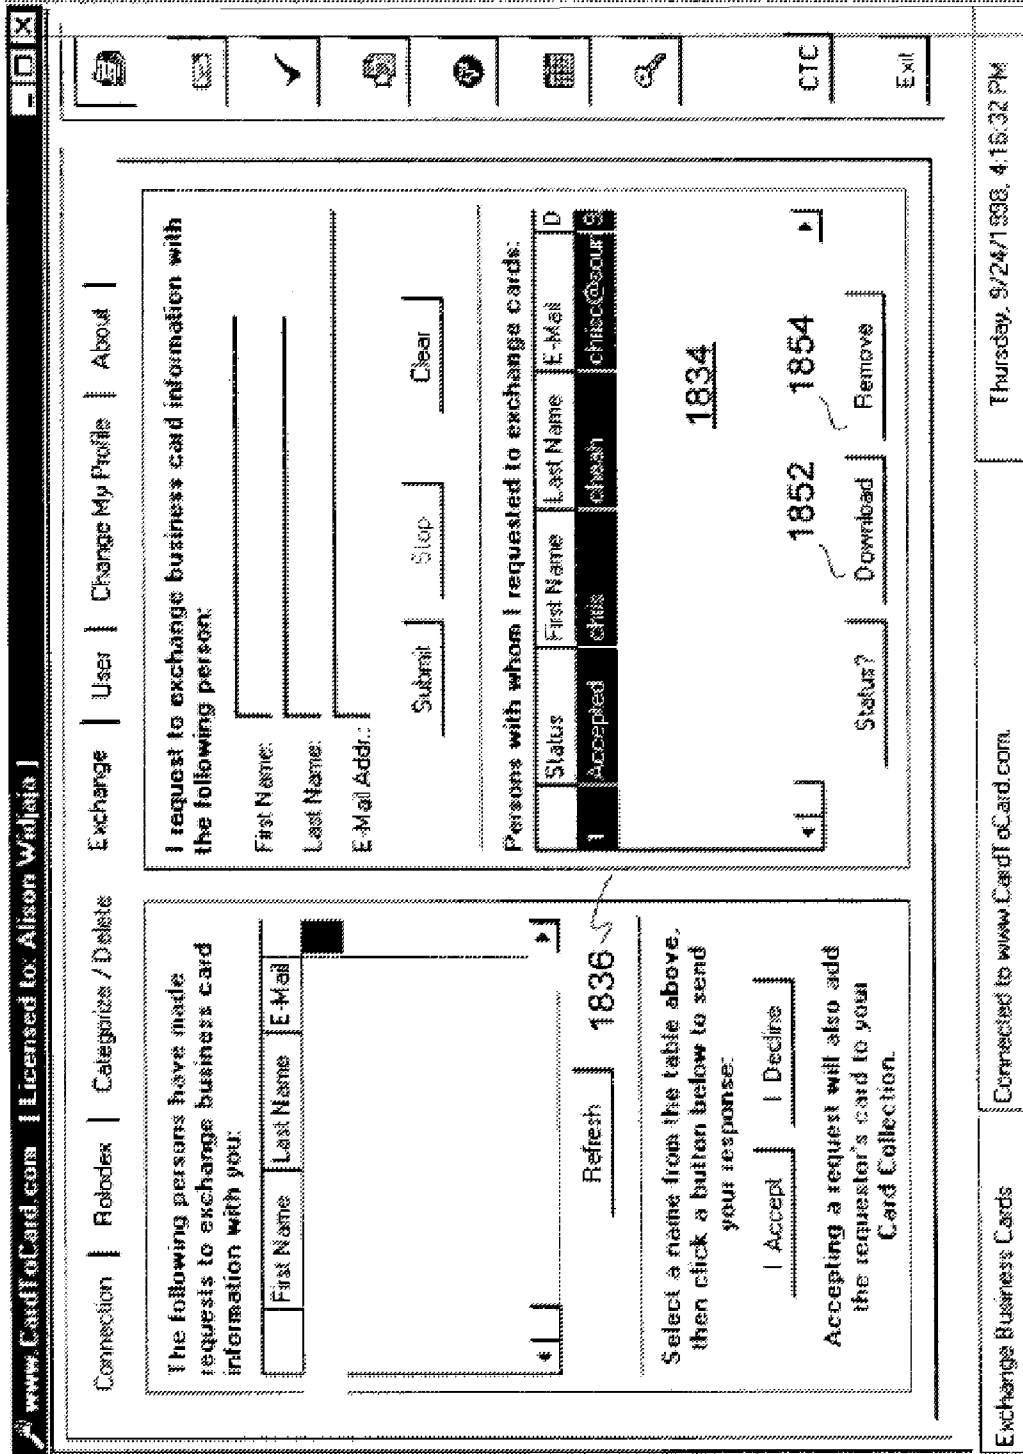 www.CardToCard.com [ Licensed to: Alison Widjaja ]
Connection | Rolodex | Categorize / Delete Exchange | User | Change My Profile | About |
The following persons have made
requests to exchange business card
information with you:
First Name Last Name E-Mail
Refresh
1836
Select a name from the table above,
then click a button below to send
your response:
I Accept I Decline
Accepting a request will also add
the requestor's card to your
Card Collection.
I request to exchange business card information with
the following person:
First Name:
Last Name:
E-Mail Addr.:
Submit Stop Clear
Persons with whom I requested to exchange cards:
Status First Name Last Name E-Mail D
1 Accepted chris cheah chrisc@sour 9
1834
1852 1854
Status? Download Remove
CTC
Exit
Exchange Business Cards Connected to www.CardToCard.com. Thursday, 9/24/1998, 4:16:32 PM